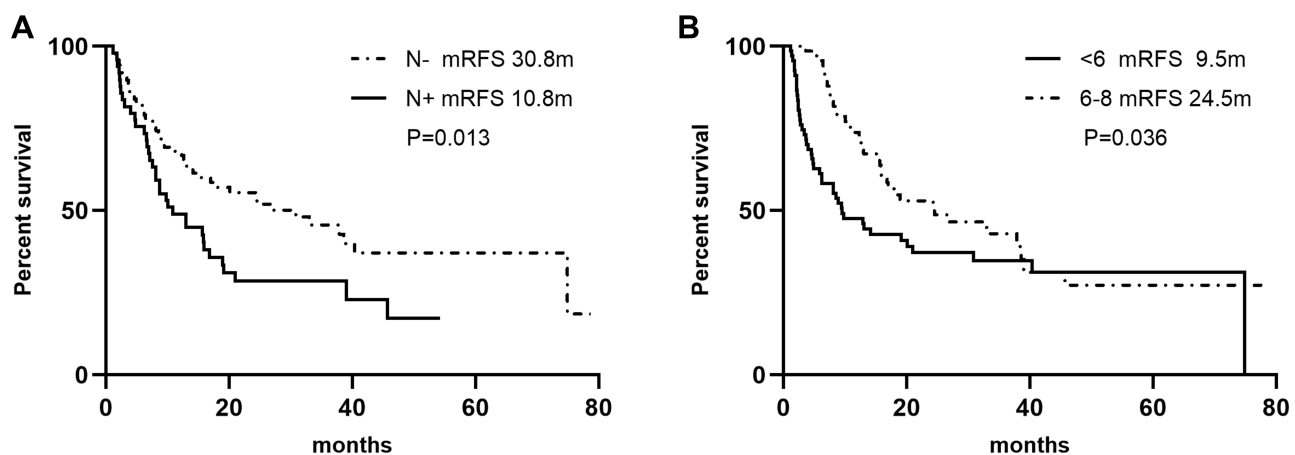 A
100
50
0
Percent survival
0 20 40 60 80
months
N- mRFS 30.8m
N+ mRFS 10.8m
P=0.013
B
100
50
0
Percent survival
0 20 40 60 80
months
<6 mRFS 9.5m
6-8 mRFS 24.5m
P=0.036